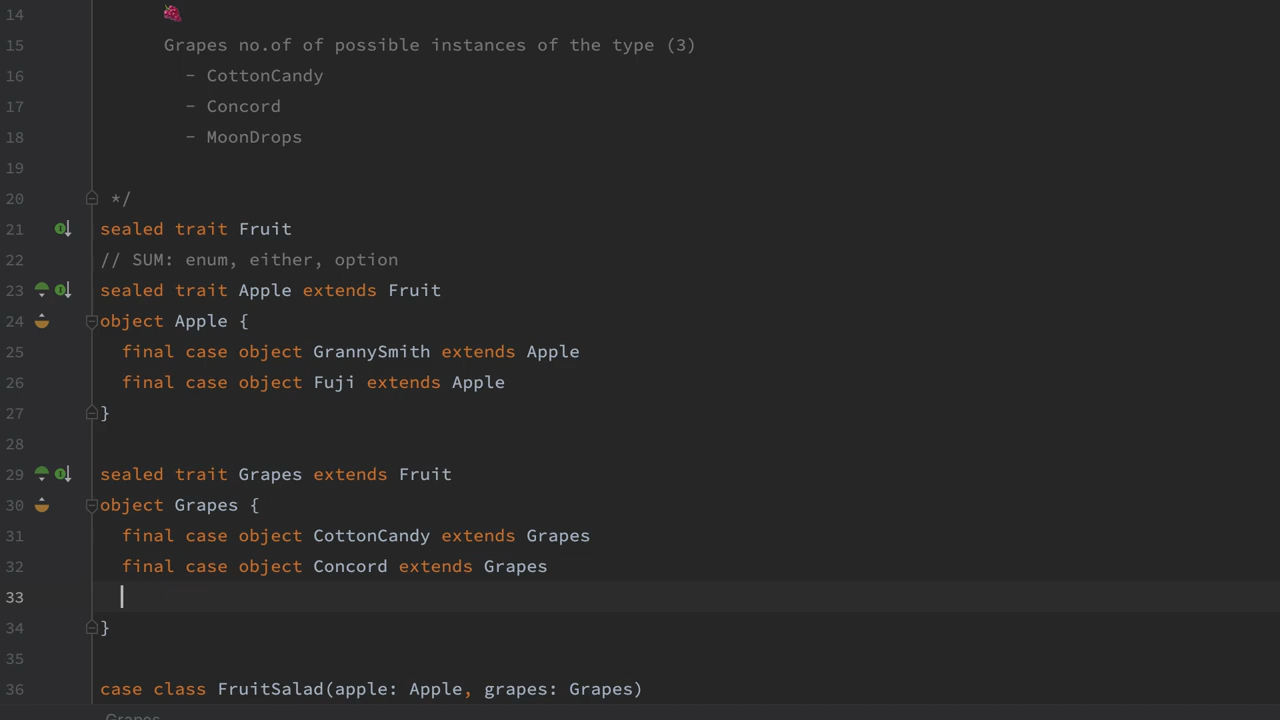 14
15 Grapes no.of of possible instances of the type (3)
16 - CottonCandy
17 - Concord
18 - MoonDrops
19
20 */
21 sealed trait Fruit
22 // SUM: enum, either, option
23 sealed trait Apple extends Fruit
24 object Apple {
25 final case object GrannySmith extends Apple
26 final case object Fuji extends Apple
27 }
28
29 sealed trait Grapes extends Fruit
30 object Grapes {
31 final case object CottonCandy extends Grapes
32 final case object Concord extends Grapes
33
34 }
35
36 case class FruitSalad(apple: Apple, grapes: Grapes)
Grapes